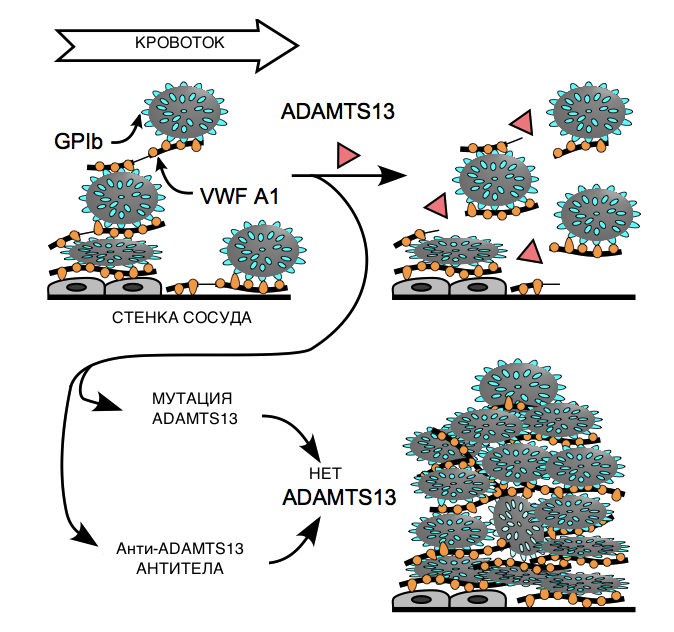 КРОВОТОК
ADAMTS13
GPIb
VWF A1
СТЕНКА СОСУДА
МУТАЦИЯ
ADAMTS13
НЕТ
ADAMTS13
Анти-ADAMTS13
АНТИТЕЛА